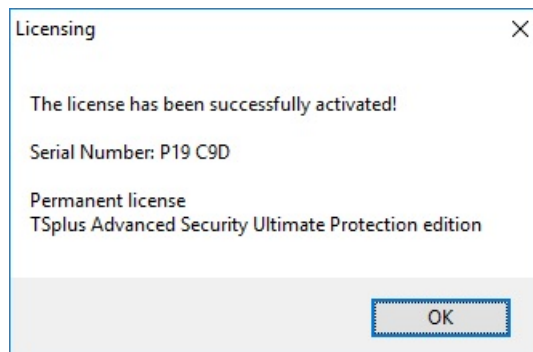 Licensing
The license has been successfully activated!
Serial Number: P19 C9D
Permanent license
TSplus Advanced Security Ultimate Protection edition
OK